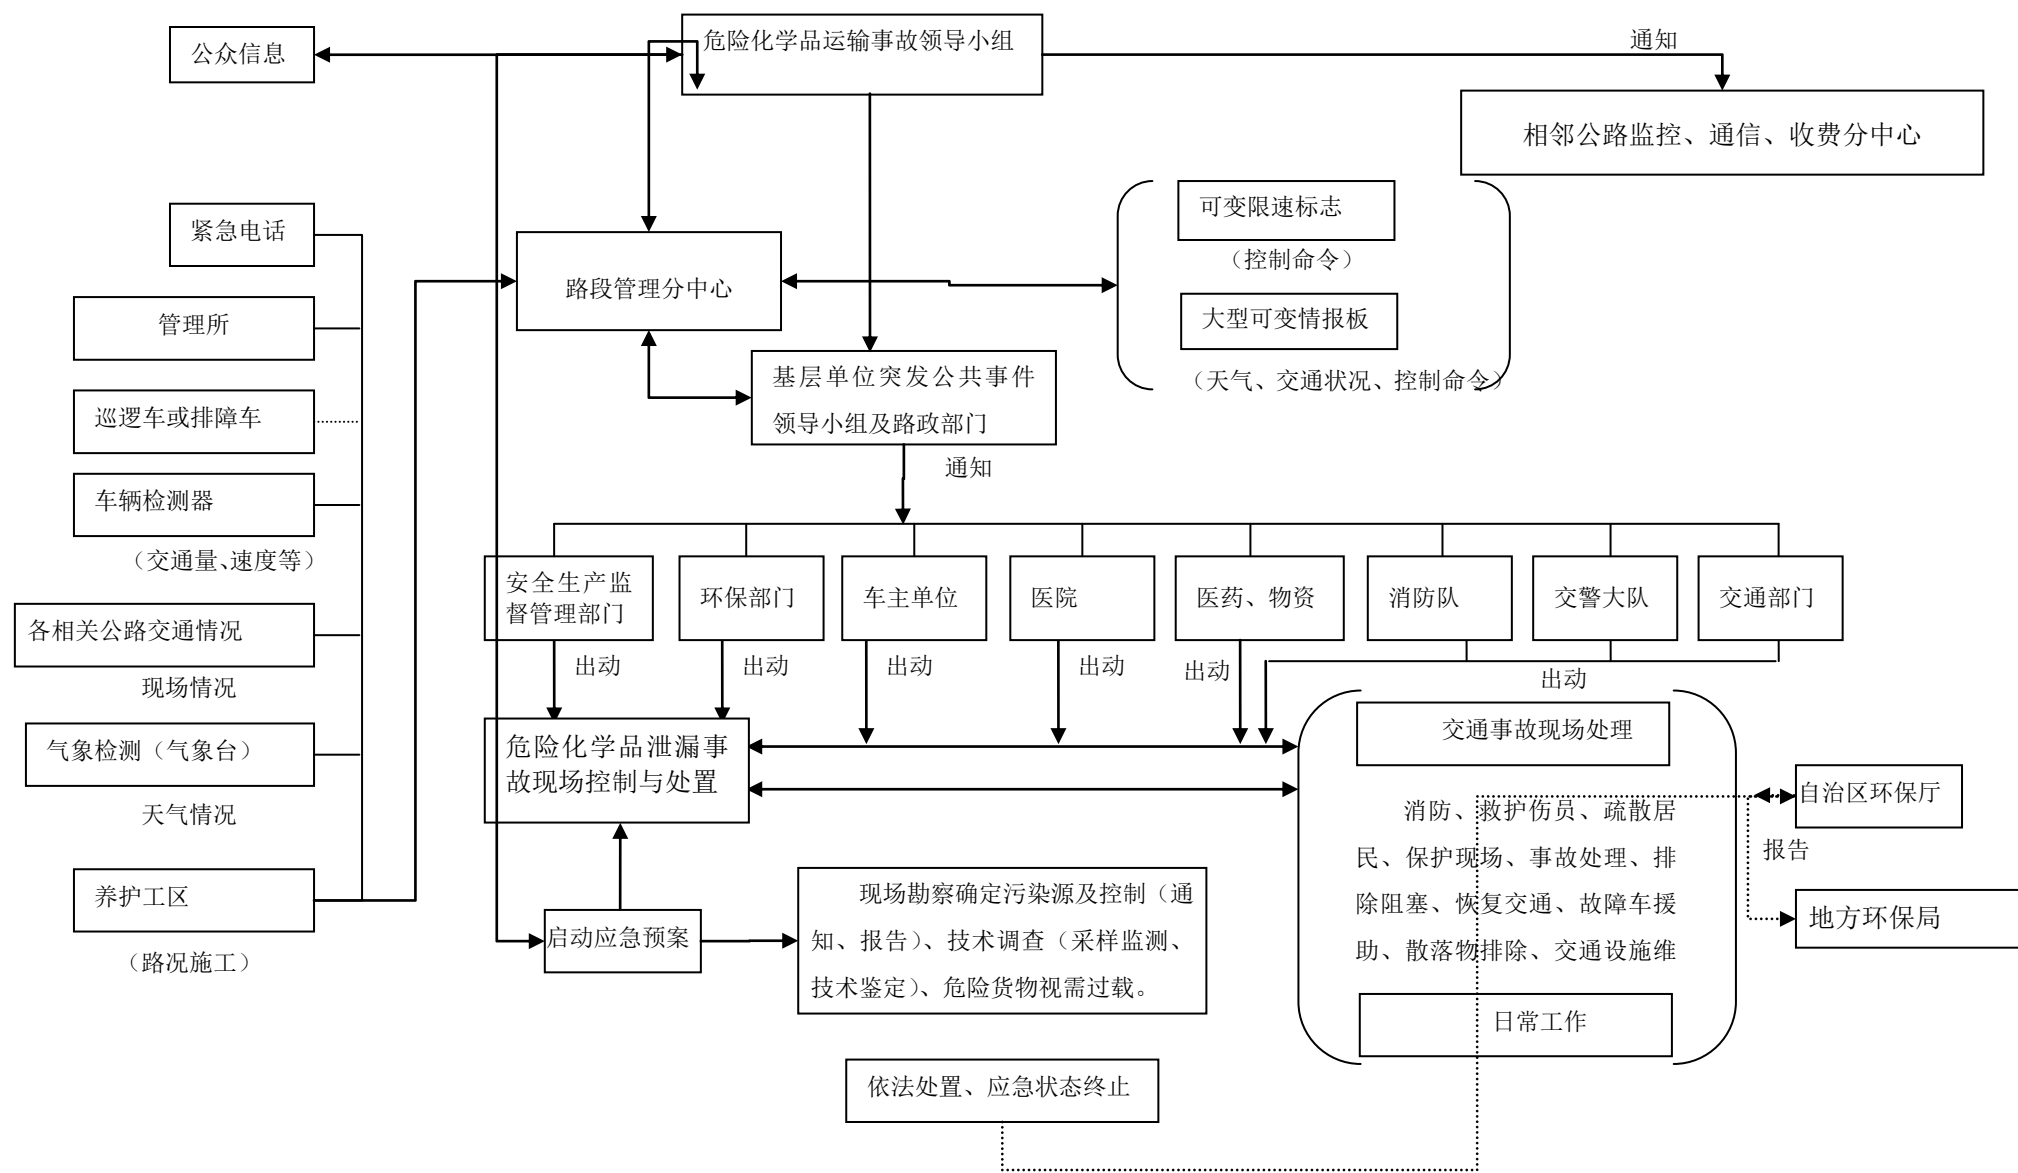 公众信息
危险化学品运输事故领导小组
通知
相邻公路监控、通信、收费分中心
紧急电话
管理所
巡逻车或排障车
车辆检测器
（交通量、速度等）
各相关公路交通情况
现场情况
气象检测（气象台）
天气情况
养护工区
（路况施工）
路段管理分中心
可变限速标志
（控制命令）
大型可变情报板
（天气、交通状况、控制命令）
基层单位突发公共事件
领导小组及路政部门
通知
安全生产监
督管理部门
环保部门
车主单位
医院
医药、物资
消防队
交警大队
交通部门
出动
出动
出动
出动
出动
出动
危险化学品泄漏事
故现场控制与处置
交通事故现场处理
消防、救护伤员、疏散居
民、保护现场、事故处理、排
除阻塞、恢复交通、故障车援
助、散落物排除、交通设施维
日常工作
自治区环保厅
报告
地方环保局
启动应急预案
现场勘察确定污染源及控制（通
知、报告）、技术调查（采样监测、
技术鉴定）、危险货物视需过载。
依法处置、应急状态终止